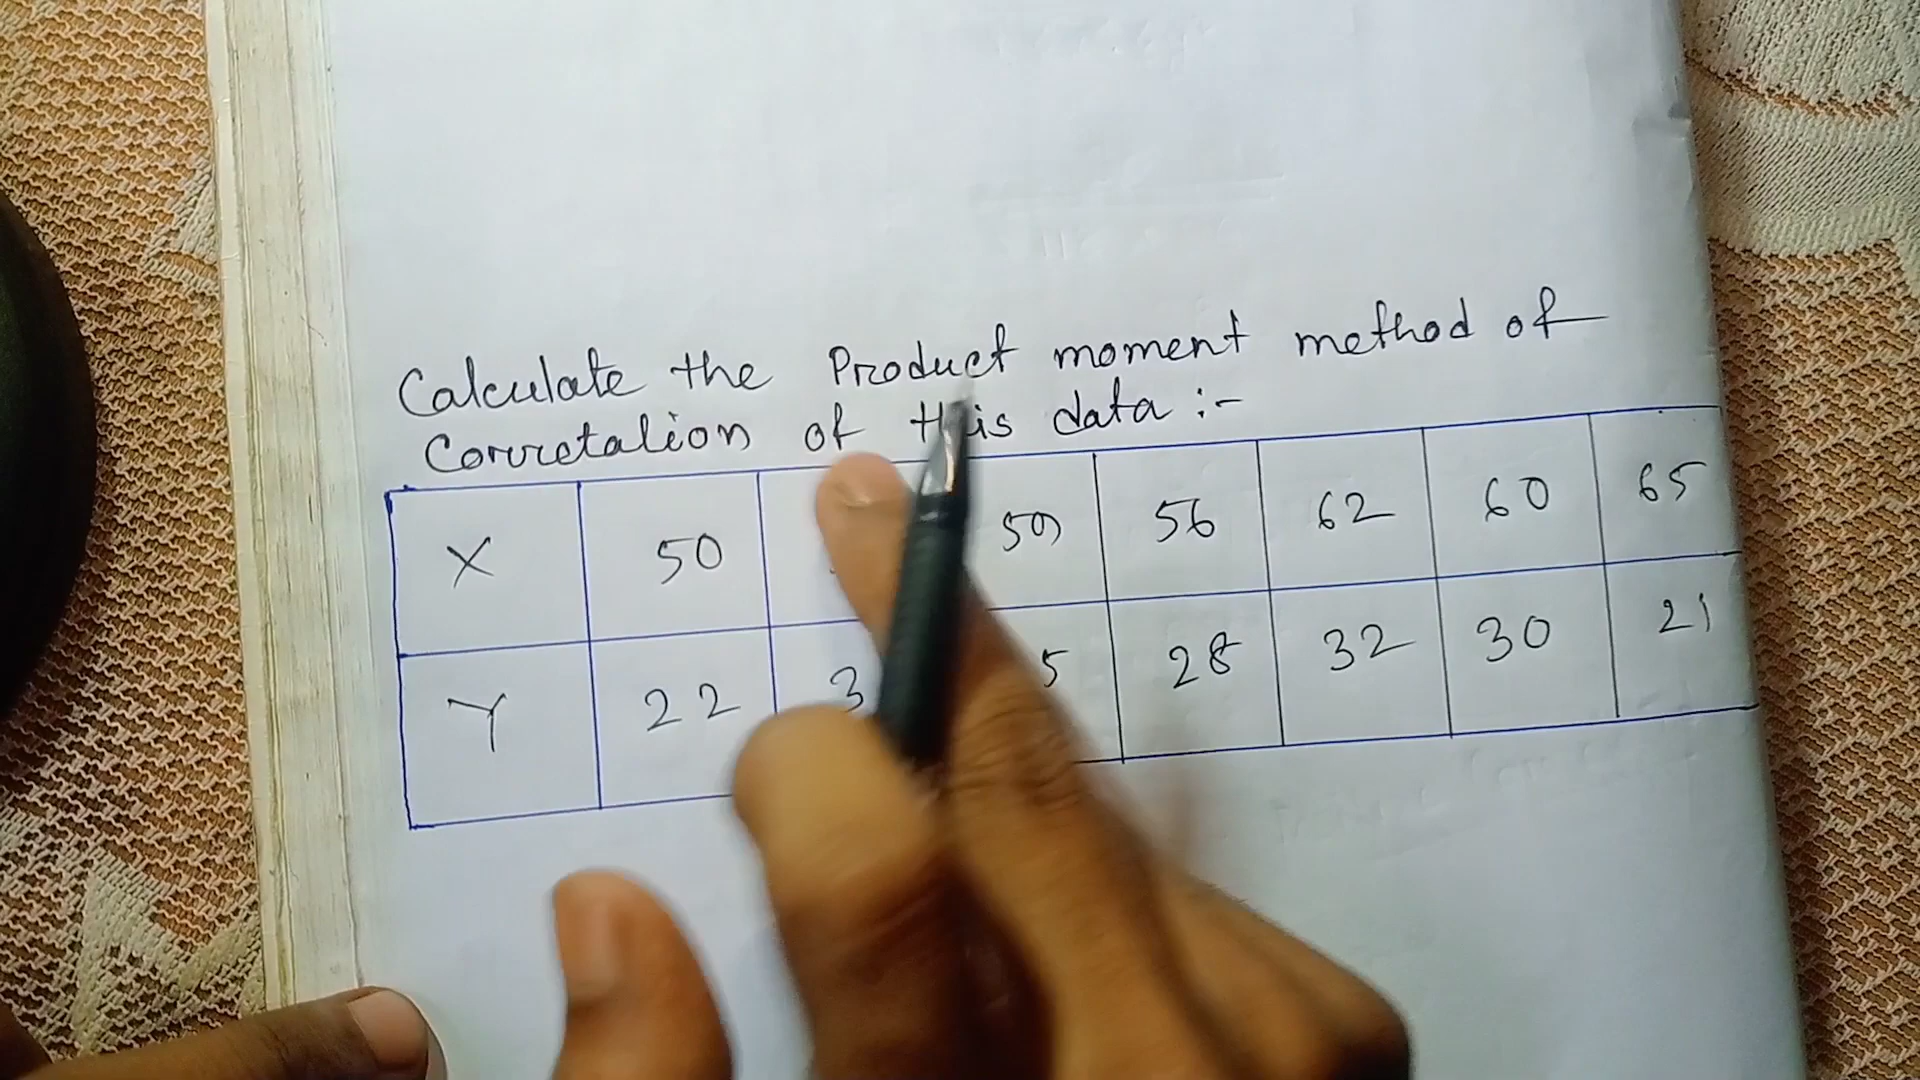 Calculate the Product moment method of
Corretalion of this data :-
X 50 56 62 60 65
Y 22 28 32 30 21